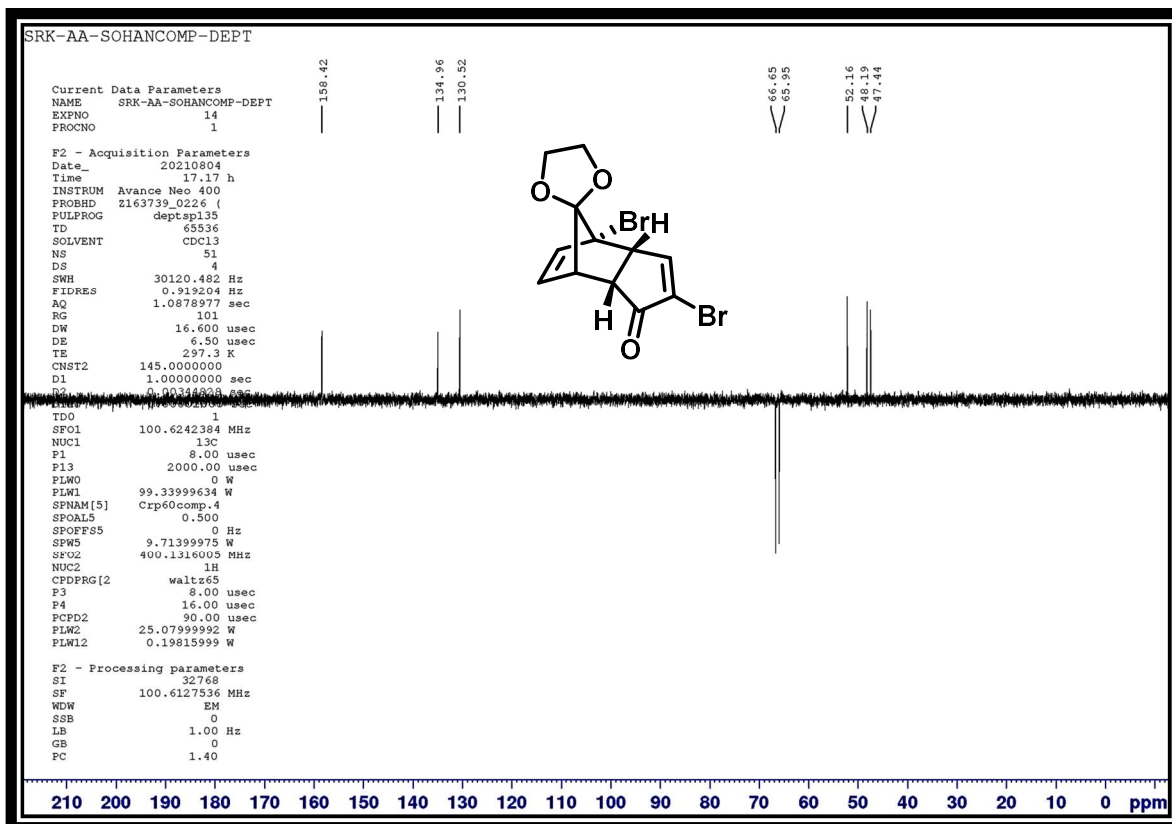 SRK-AA-SOHANCOMP-DEPT
158.42
134.96
130.52
66.65
65.95
52.16
48.19
47.44
Current Data Parameters
NAME SRK-AA-SOHANCOMP-DEPT
EXPNO 14
PROCNO 1
F2 - Acquisition Parameters
Date_ 20210804
Time 17.17 h
INSTRUM Avance Neo 400
PROBHD Z163739_0226 (
PULPROG deptsp135
TD 65536
SOLVENT CDCl3
NS 51
DS 4
SWH 30120.482 Hz
FIDRES 0.919204 Hz
AQ 1.0878977 sec
RG 101
DW 16.600 usec
DE 6.50 usec
TE 297.3 K
CNST2 145.0000000
D1 1.00000000 sec
D2 0.00344828 sec
TD0 1
SFO1 100.6242384 MHz
NUC1 13C
P1 8.00 usec
P13 2000.00 usec
PLW0 0 W
PLW1 99.33999634 W
SPNAM[5] Crp60comp.4
SPOAL5 0.500
SPOFFS5 0 Hz
SPW5 9.71399975 W
SFO2 400.1316005 MHz
NUC2 1H
CPDPRG[2 waltz65
P3 8.00 usec
P4 16.00 usec
PCPD2 90.00 usec
PLW2 25.07999992 W
PLW12 0.19815999 W
F2 - Processing parameters
SI 32768
SF 100.6127536 MHz
WDW EM
SSB 0
LB 1.00 Hz
GB 0
PC 1.40
O
O
Br
H
H
Br
O
210 200 190 180 170 160 150 140 130 120 110 100 90 80 70 60 50 40 30 20 10 0 ppm